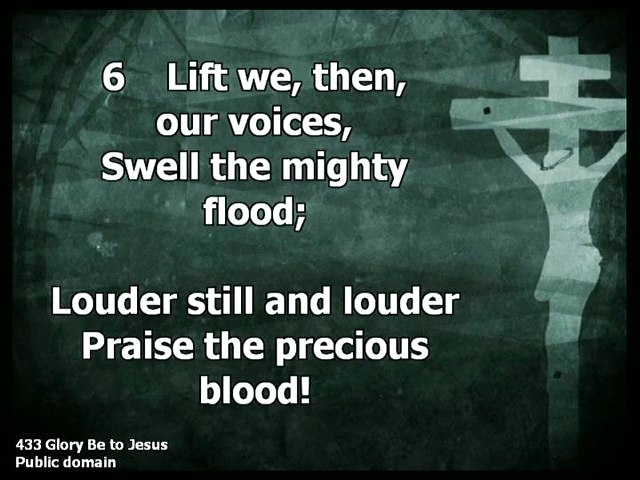 6 Lift we, then,
our voices,
Swell the mighty
flood;
Louder still and louder
Praise the precious
blood!
433 Glory Be to Jesus
Public domain